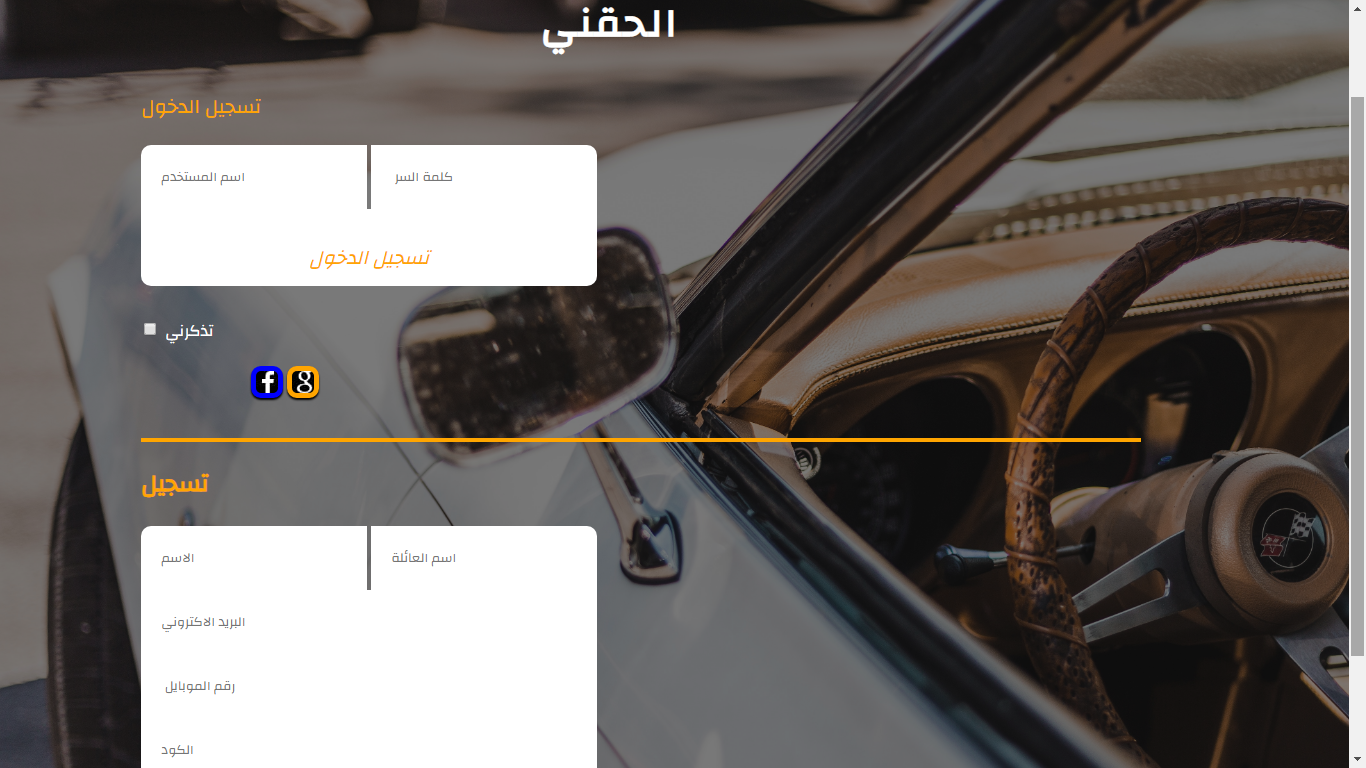 الحقني
تسجيل الدخول
اسم المستخدم
كلمة السر
تسجيل الدخول
تذكرني
f g
تسجيل
الاسم
اسم العائلة
البريد الاكتروني
رقم الموبايل
الكود